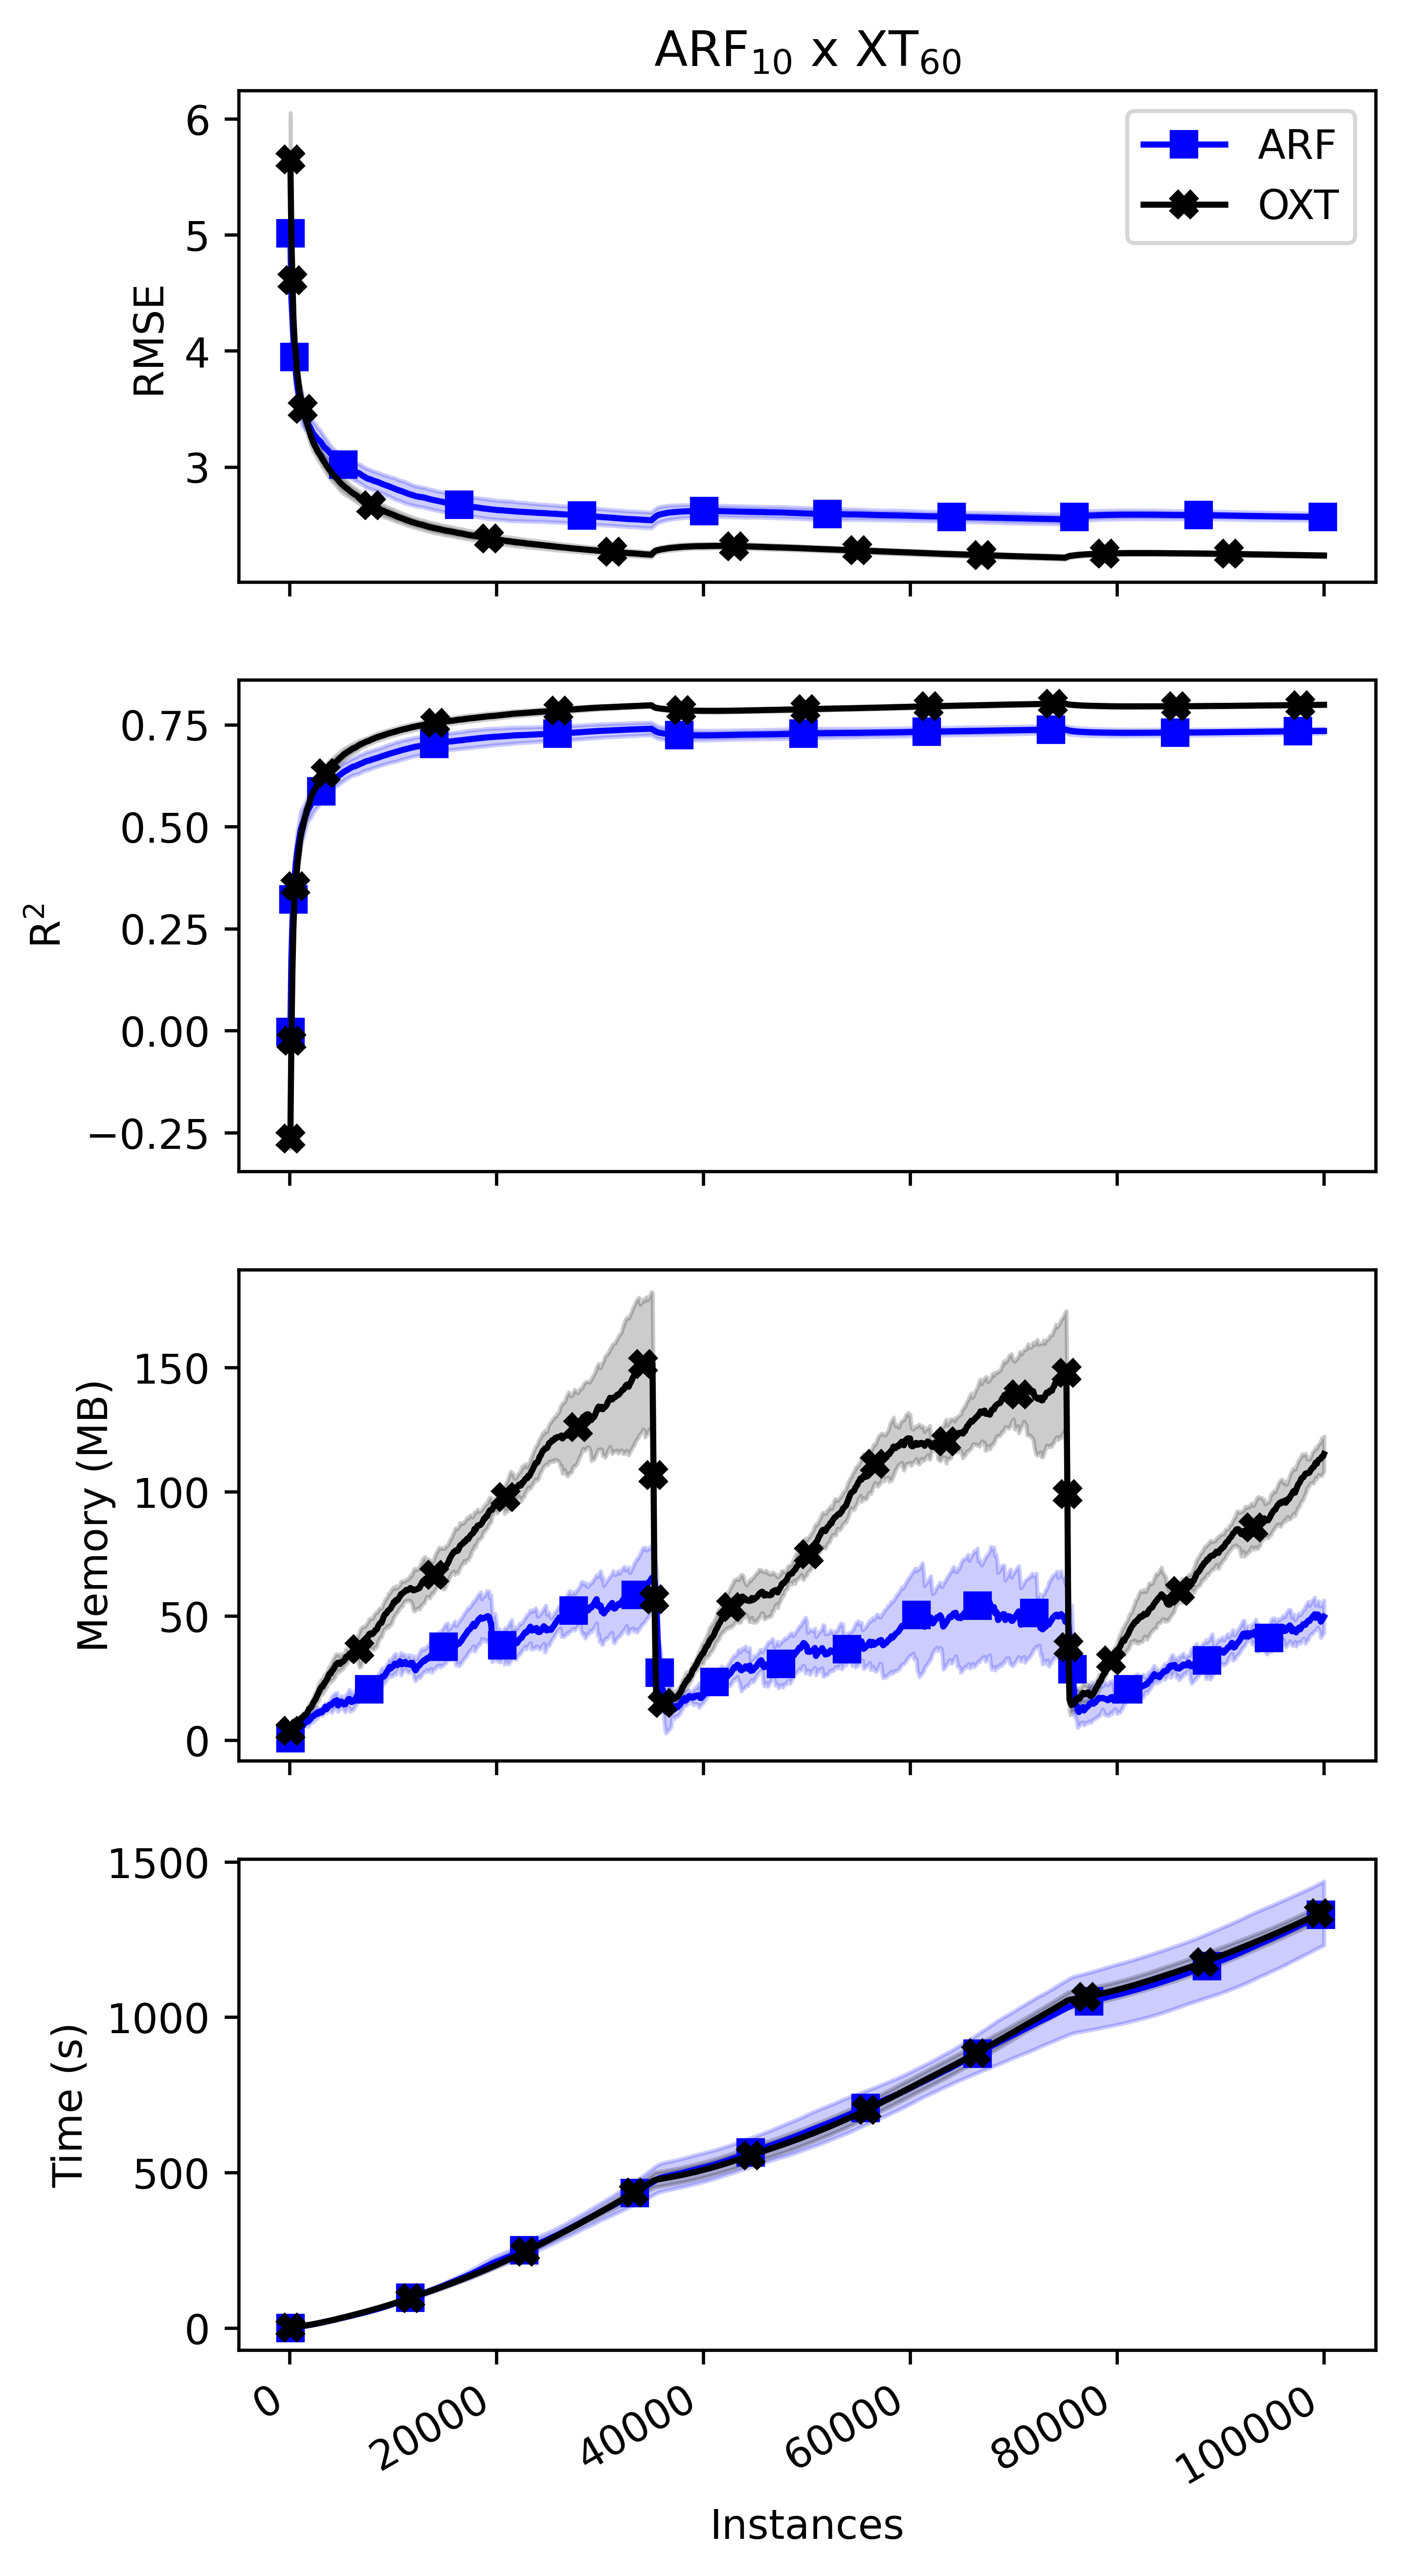 ARF₁₀ x XT₆₀
6
5
4
3
RMSE
ARF
OXT
0.75
0.50
0.25
0.00
−0.25
R²
150
100
50
0
Memory (MB)
1500
1000
500
0
Time (s)
0
20000
40000
60000
80000
100000
Instances